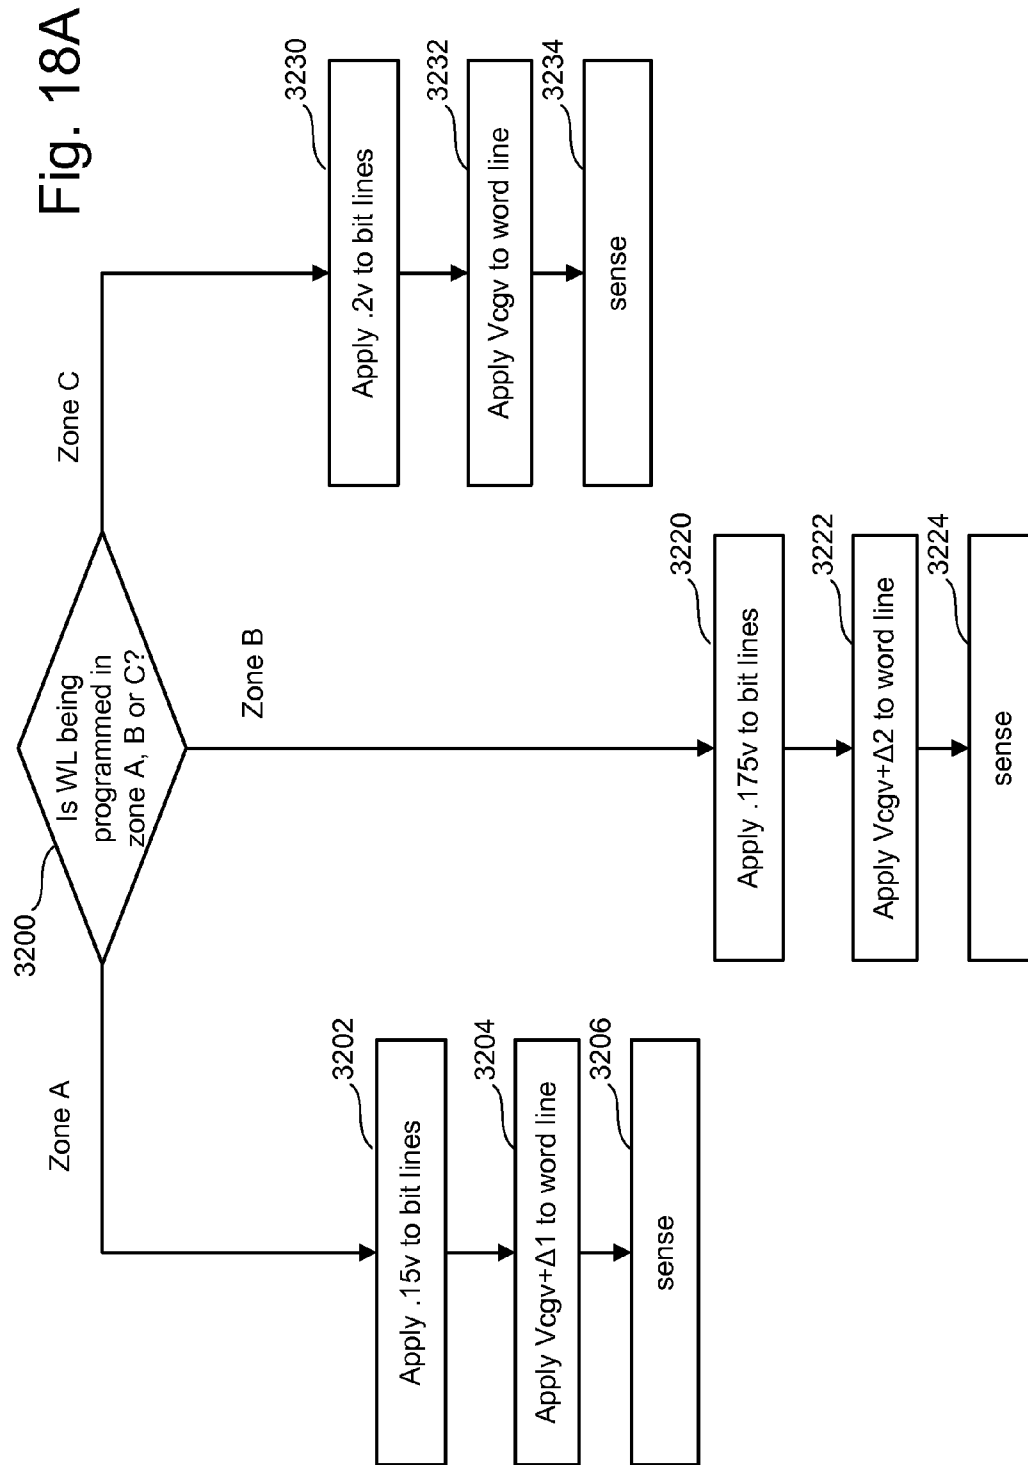 Fig. 18A
3200
Is WL being
programmed in
zone A, B or C?
Zone A
3202
Apply .15v to bit lines
3204
Apply Vcgv+Δ1 to word line
3206
sense
Zone B
3220
Apply .175v to bit lines
3222
Apply Vcgv+Δ2 to word line
3224
sense
Zone C
3230
Apply .2v to bit lines
3232
Apply Vcgv to word line
3234
sense